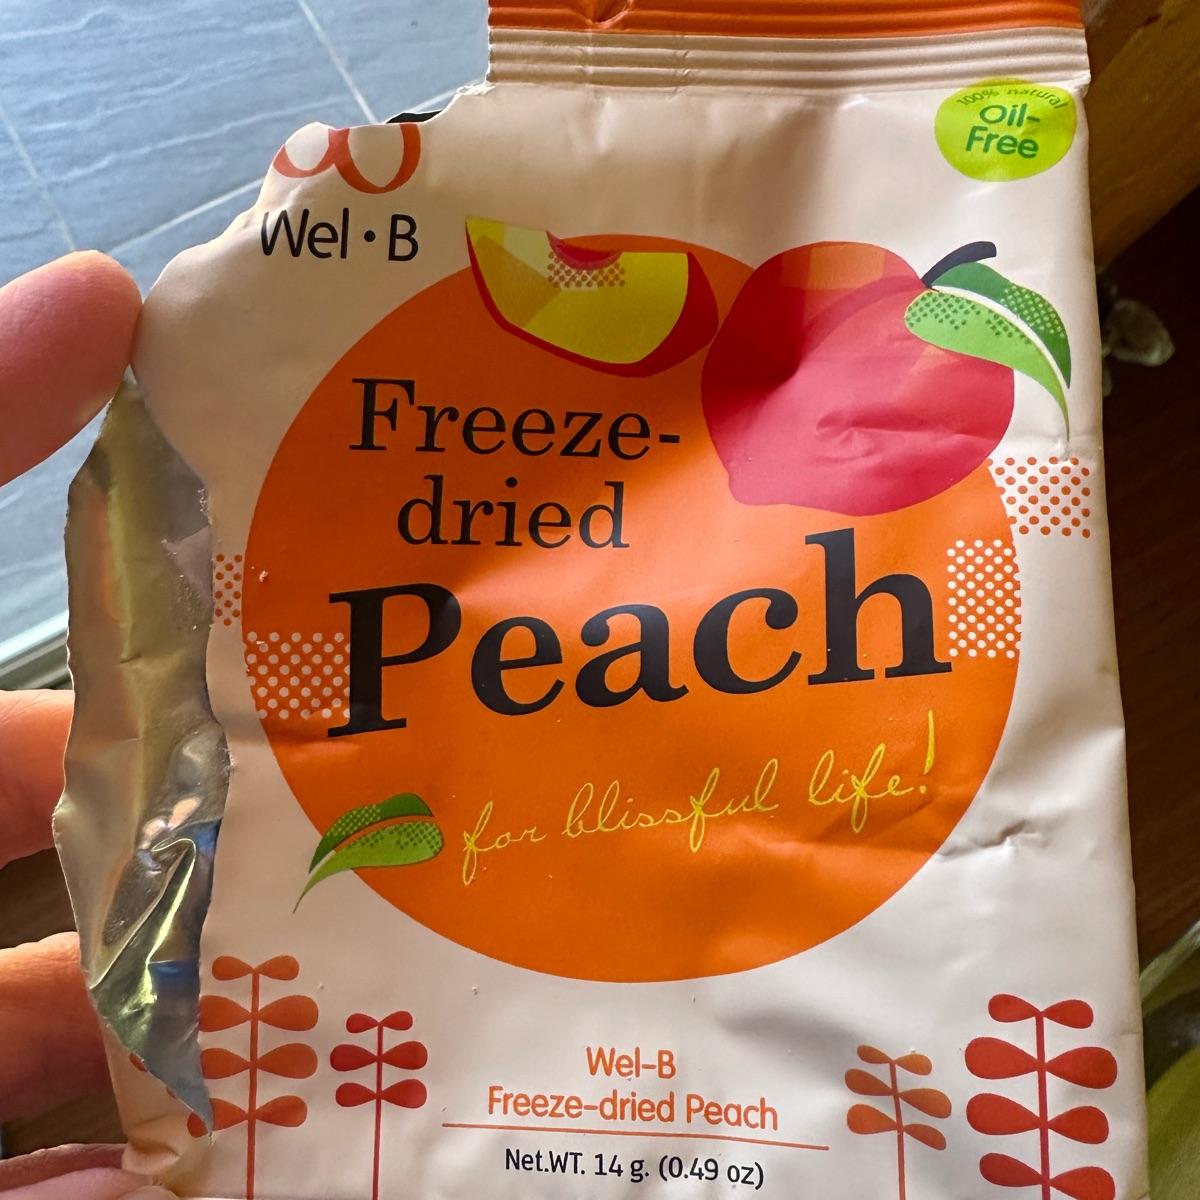 100% natural
Oil-
Free
Wel·B
Freeze-
dried
Peach
for blissful life!
Wel-B
Freeze-dried Peach
Net.WT. 14 g. (0.49 oz)